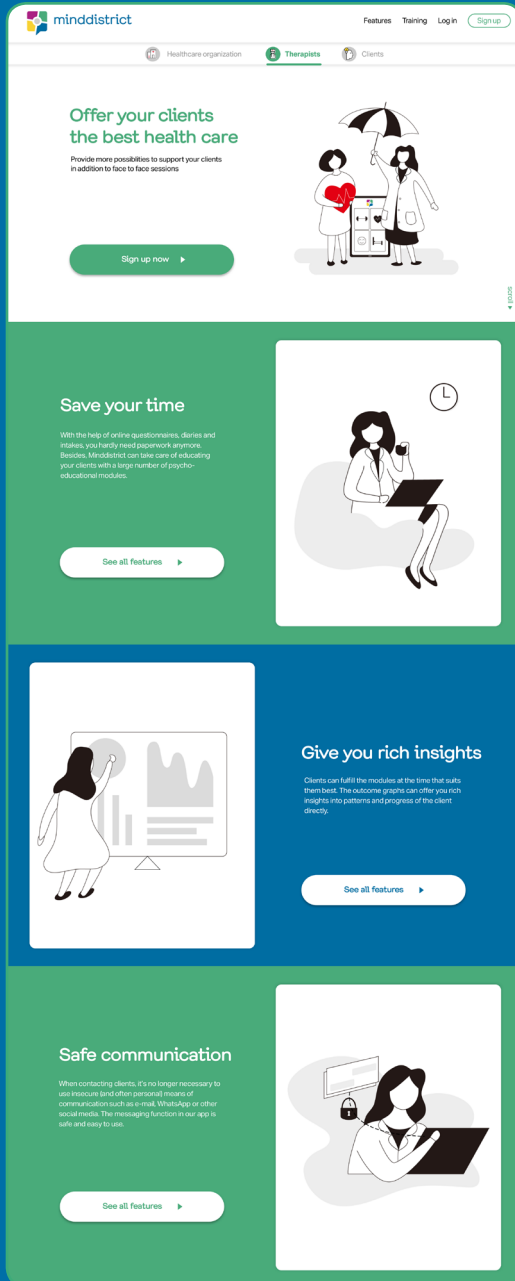 minddistrict
Features Training Log in Sign up
Healthcare organization Therapists Clients
Offer your clients
the best health care
Provide more possiblities to support your clients
in addition to face to face sessions
Sign up now
scroll
Save your time
With the help of online questionnaires, diaries and
intakes, you hardly need paperwork anymore.
Besides, Minddistrict can take care of educating
your clients with a large number of psycho-
educational modules.
See all features
Give you rich insights
Clients can fulfill the modules at the time that suits
them best. The outcome graphs can offer you rich
insights into patterns and progress of the client
directly.
See all features
Safe communication
When contacting clients, it's no longer necessary to
use insecure (and often personal) means of
communication such as e-mail, WhatsApp or other
social media. The messaging function in our app is
safe and easy to use.
See all features